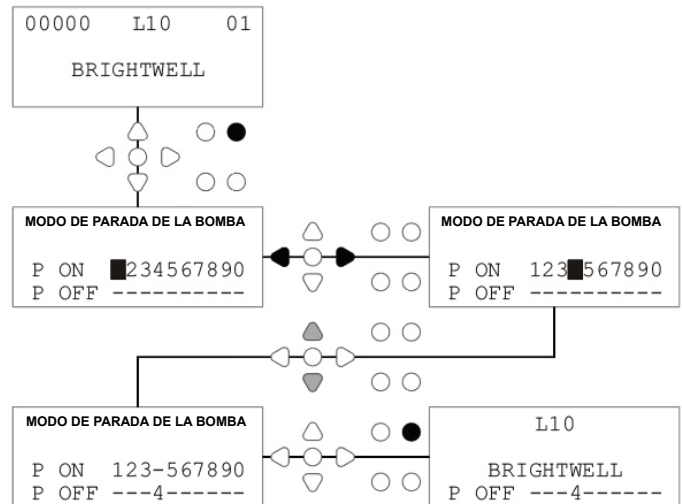 00000 L10 01
BRIGHTWELL
MODO DE PARADA DE LA BOMBA
P ON █234567890
P OFF ----------
MODO DE PARADA DE LA BOMBA
P ON 123█567890
P OFF ----------
MODO DE PARADA DE LA BOMBA
P ON 123-567890
P OFF ---4------
L10
BRIGHTWELL
P OFF ---4------